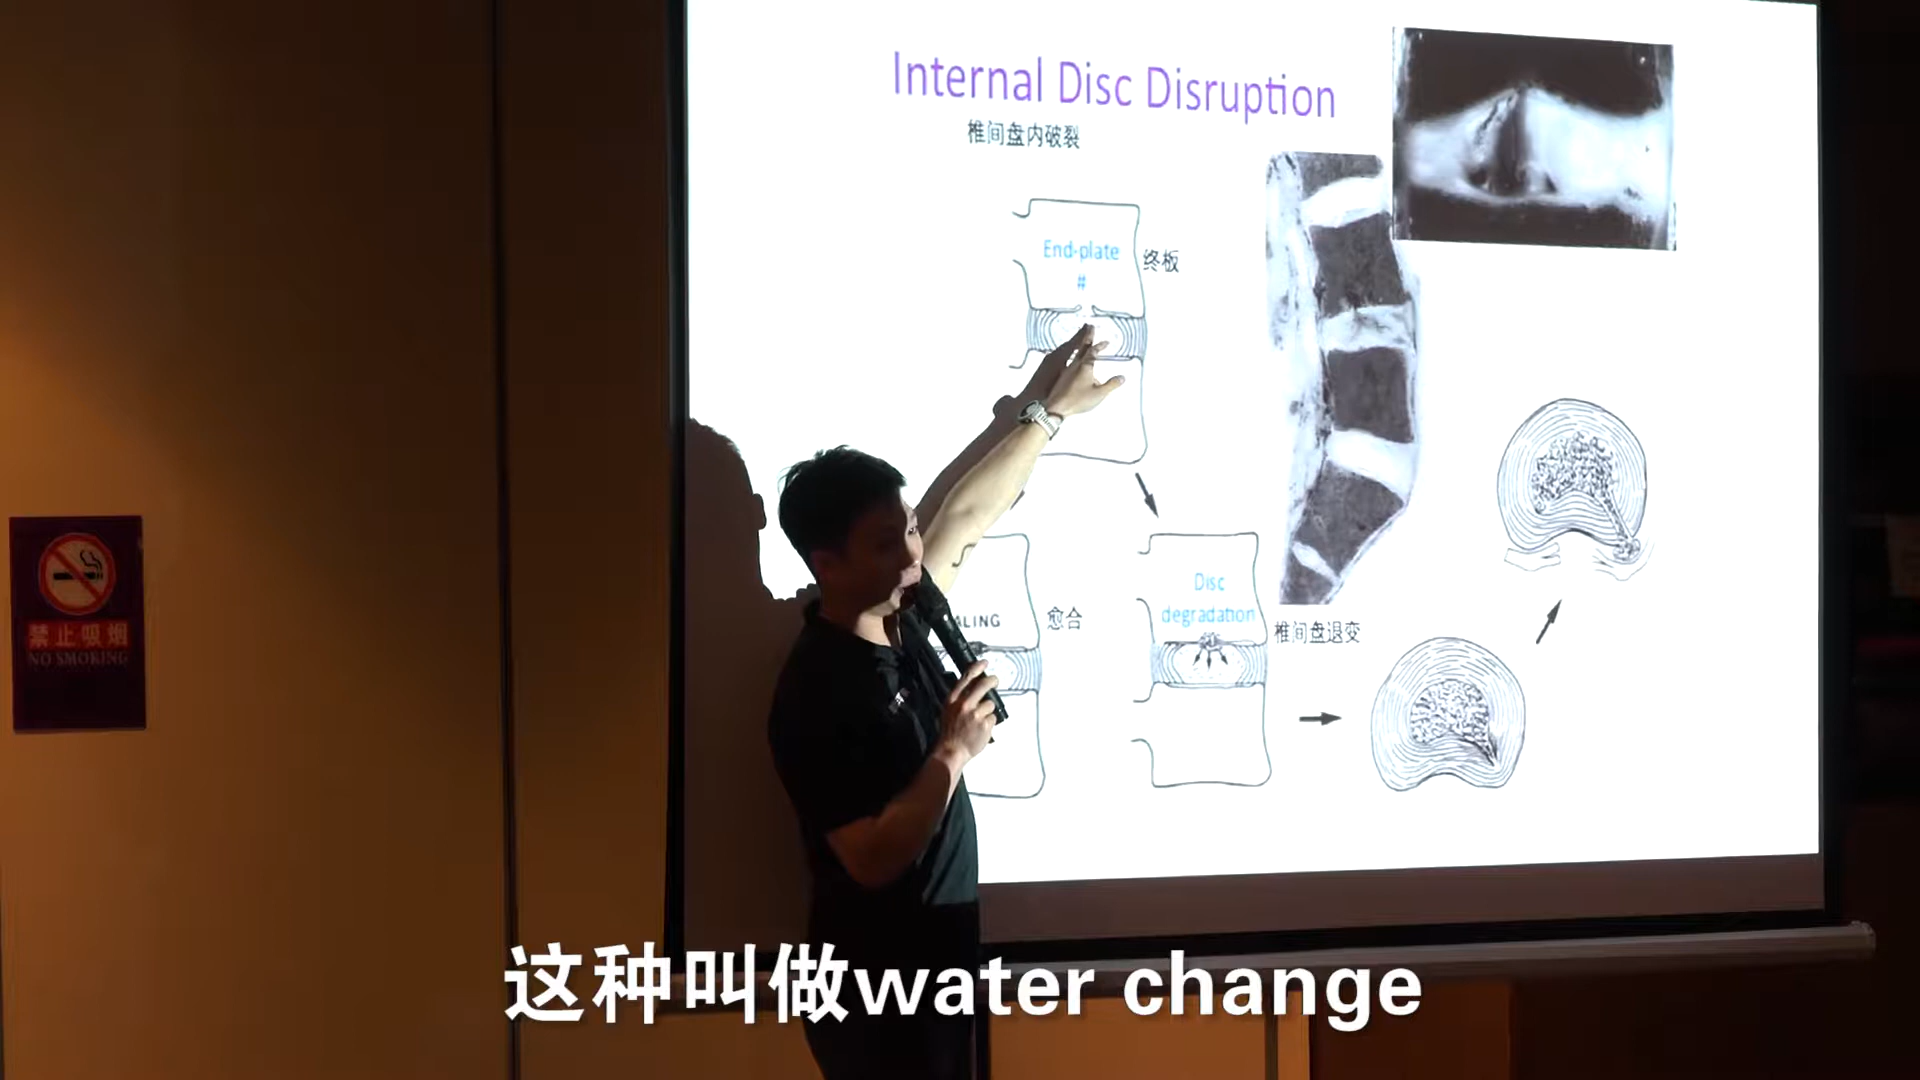 Internal Disc Disruption
椎间盘内破裂
End-plate
#
终板
ALING
愈合
Disc
degradation
椎间盘退变
禁止吸烟
NO SMOKING
这种叫做water change